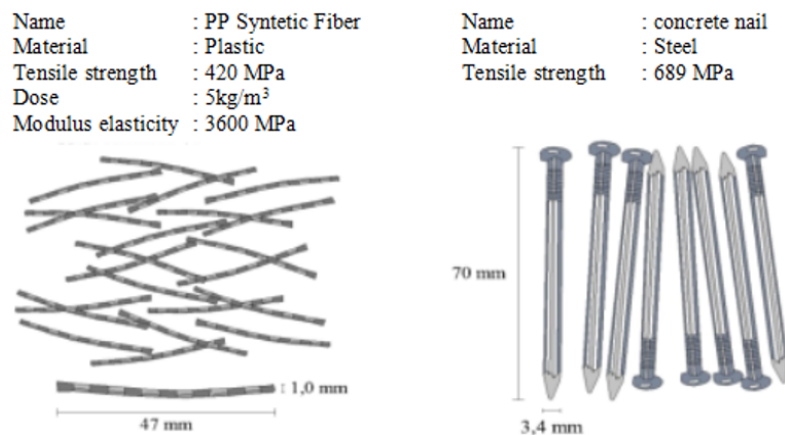 Name : PP Syntetic Fiber
Material : Plastic
Tensile strength : 420 MPa
Dose : 5kg/m³
Modulus elasticity : 3600 MPa
Name : concrete nail
Material : Steel
Tensile strength : 689 MPa
: 1,0 mm
47 mm
70 mm
3,4 mm